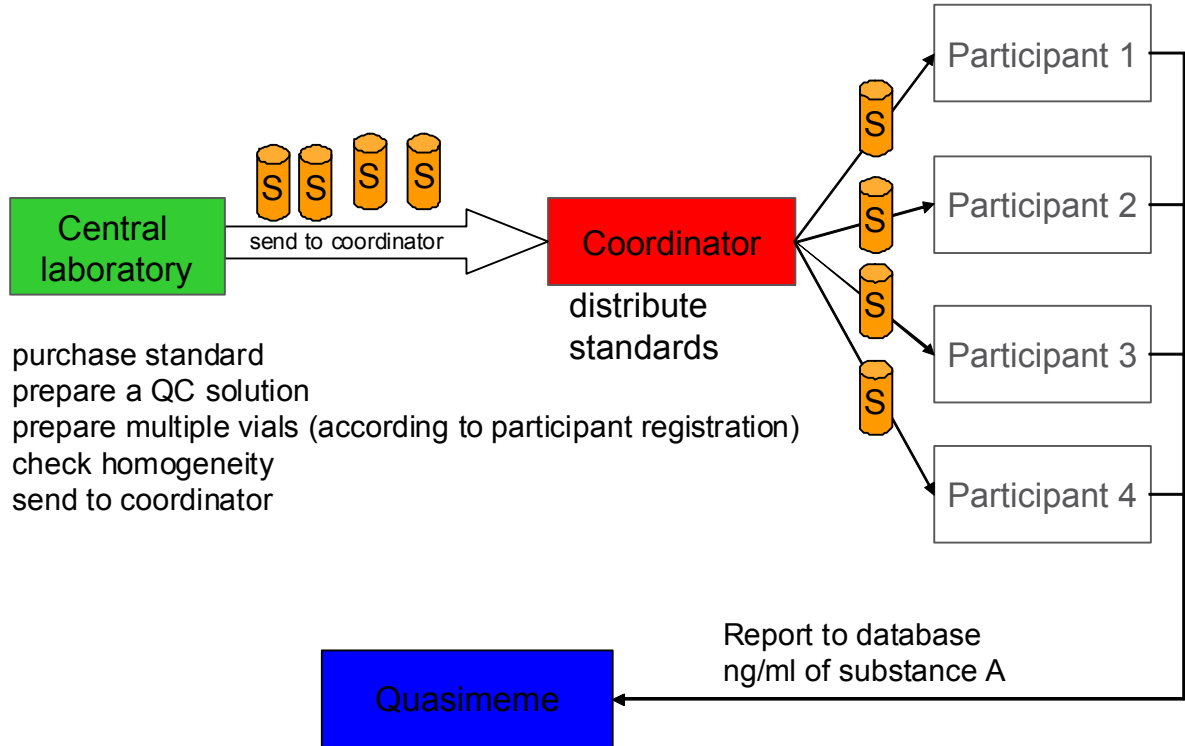 Participant 1
S
S
S
S
S
Participant 2
S
Central
laboratory
send to coordinator
Coordinator
distribute
standards
S
Participant 3
S
purchase standard
prepare a QC solution
prepare multiple vials (according to participant registration)
check homogeneity
send to coordinator
Participant 4
Report to database
ng/ml of substance A
Quasimeme